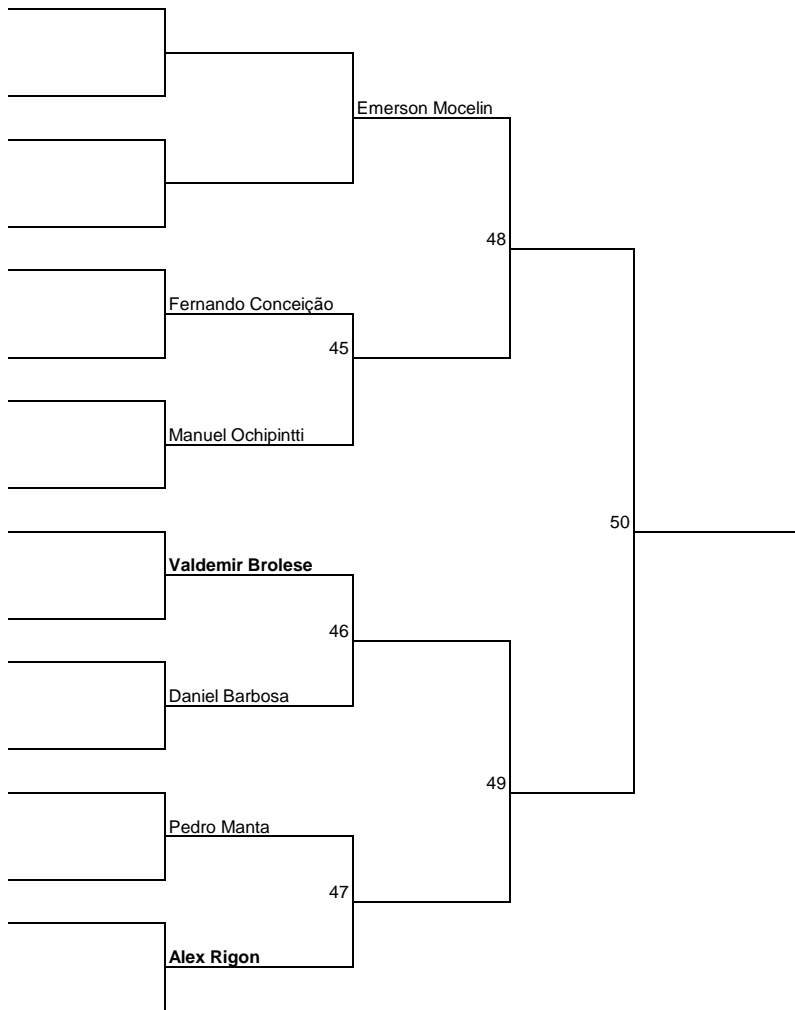 Emerson Mocelin
48
Fernando Conceição
45
Manuel Ochipintti
50
Valdemir Brolese
46
Daniel Barbosa
49
Pedro Manta
47
Alex Rigon